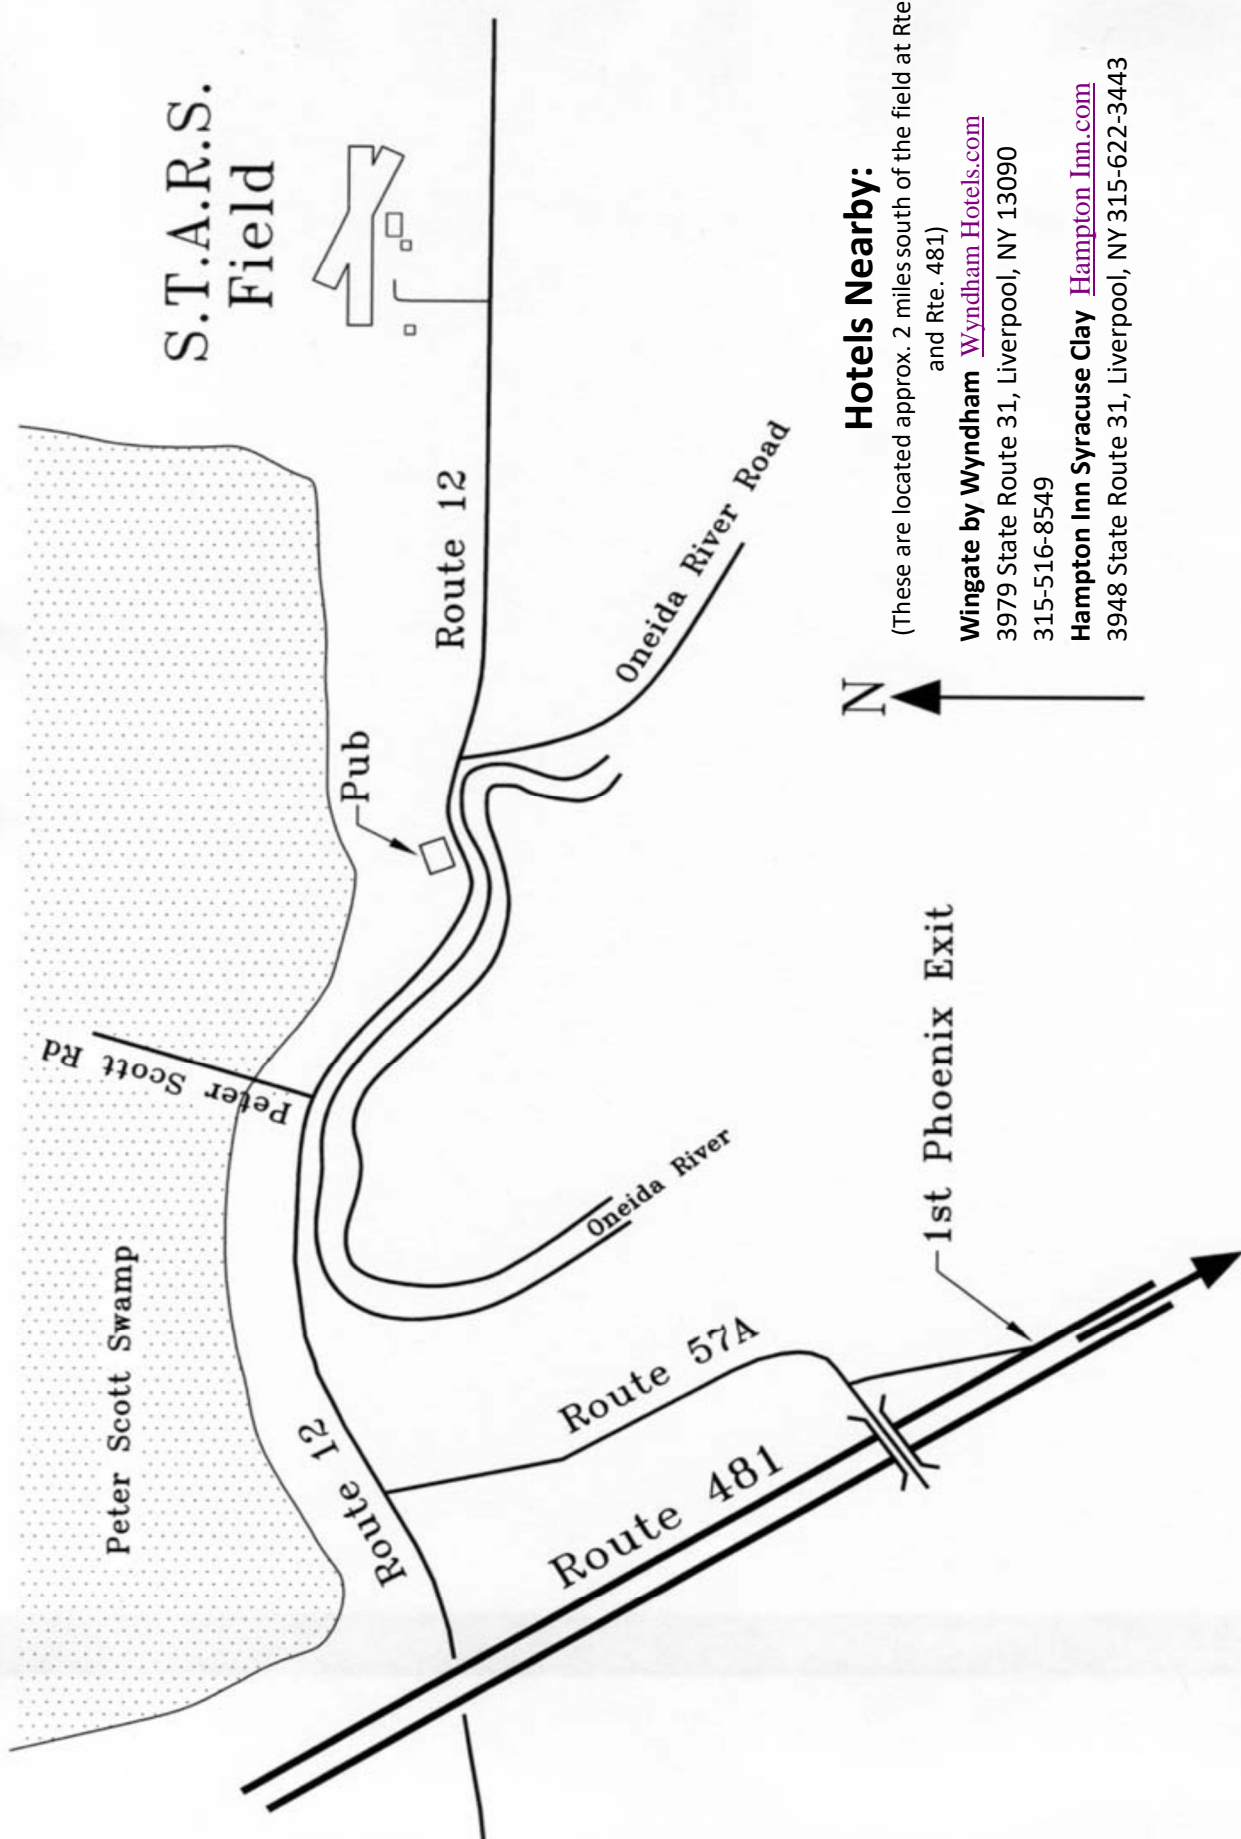 S.T.A.R.S.
Field
Peter Scott Swamp
Peter Scott Rd
Pub
Route 12
Route 12
Oneida River Road
Oneida River
Route 57A
Route 481
1st Phoenix Exit
N
Hotels Nearby:
(These are located approx. 2 miles south of the field at Rte
and Rte. 481)
Wingate by Wyndham Wyndham Hotels.com
3979 State Route 31, Liverpool, NY 13090
315-516-8549
Hampton Inn Syracuse Clay Hampton Inn.com
3948 State Route 31, Liverpool, NY 315-622-3443